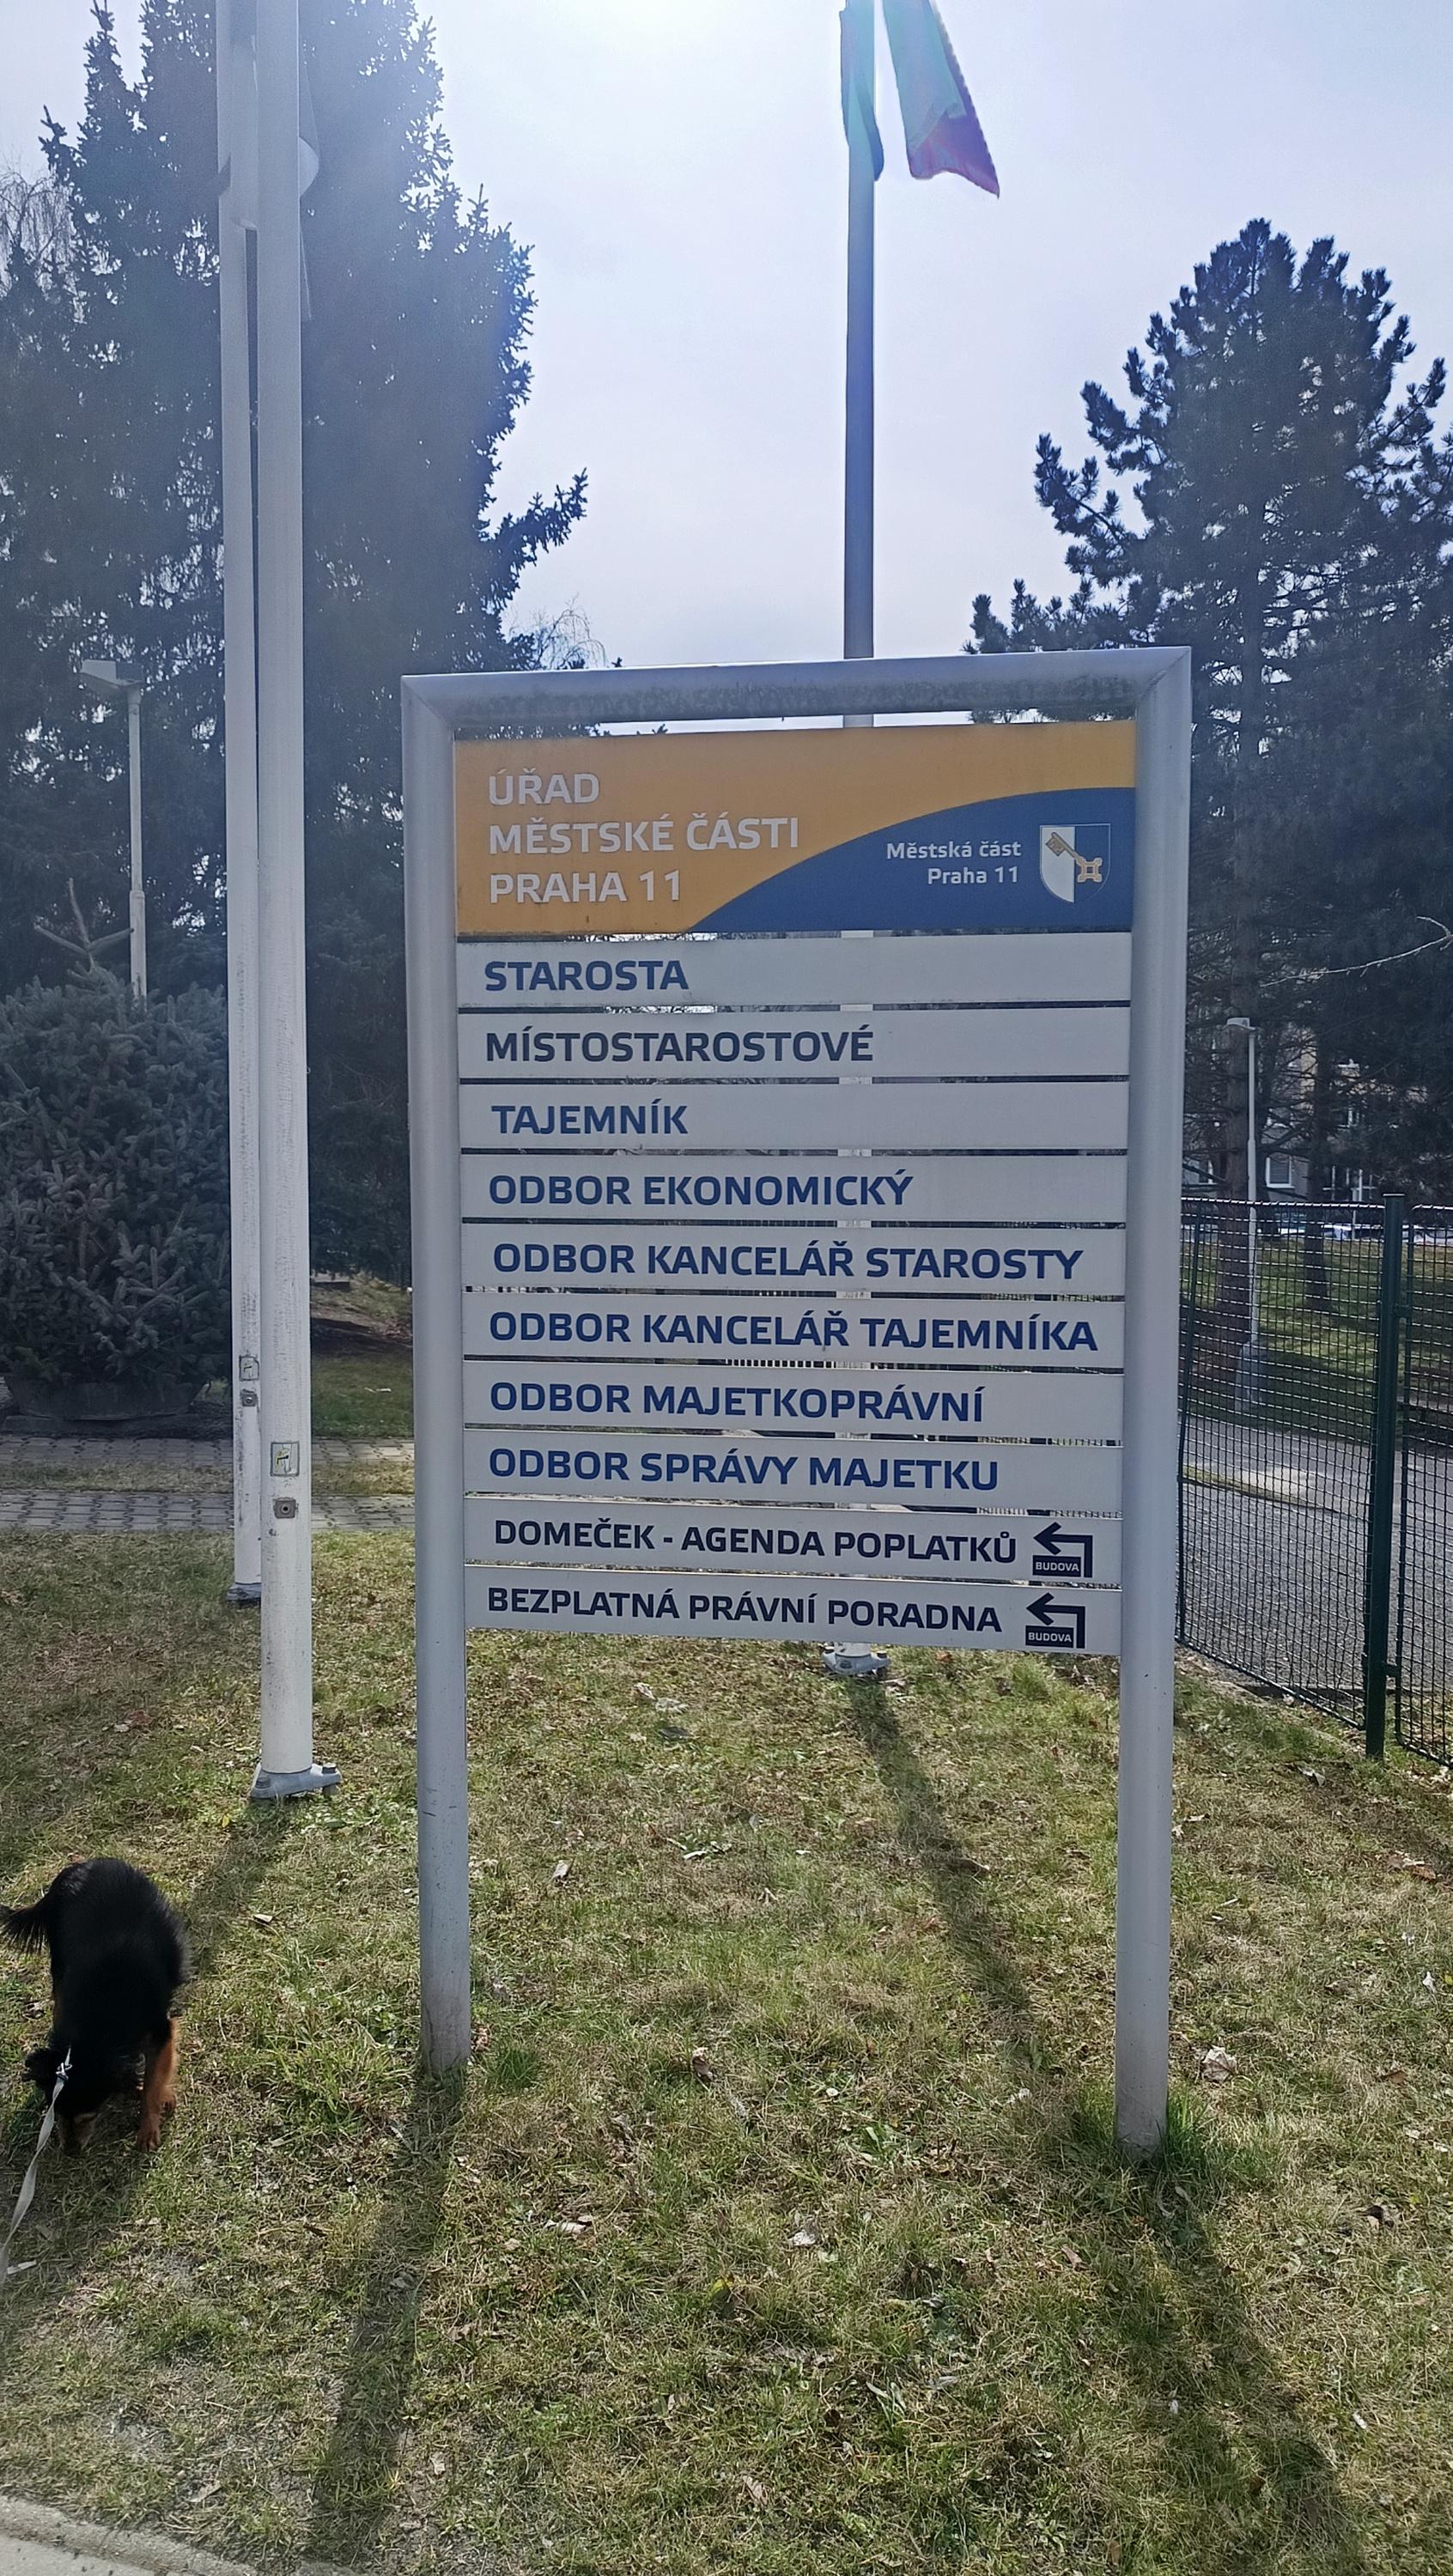 ÚŘAD
MĚSTSKÉ ČÁSTI
PRAHA 11
Městská část
Praha 11
STAROSTA
MÍSTOSTAROSTOVÉ
TAJEMNÍK
ODBOR EKONOMICKÝ
ODBOR KANCELÁŘ STAROSTY
ODBOR KANCELÁŘ TAJEMNÍKA
ODBOR MAJETKOPRÁVNÍ
ODBOR SPRÁVY MAJETKU
DOMEČEK - AGENDA POPLATKŮ
BUDOVA
BEZPLATNÁ PRÁVNÍ PORADNA
BUDOVA